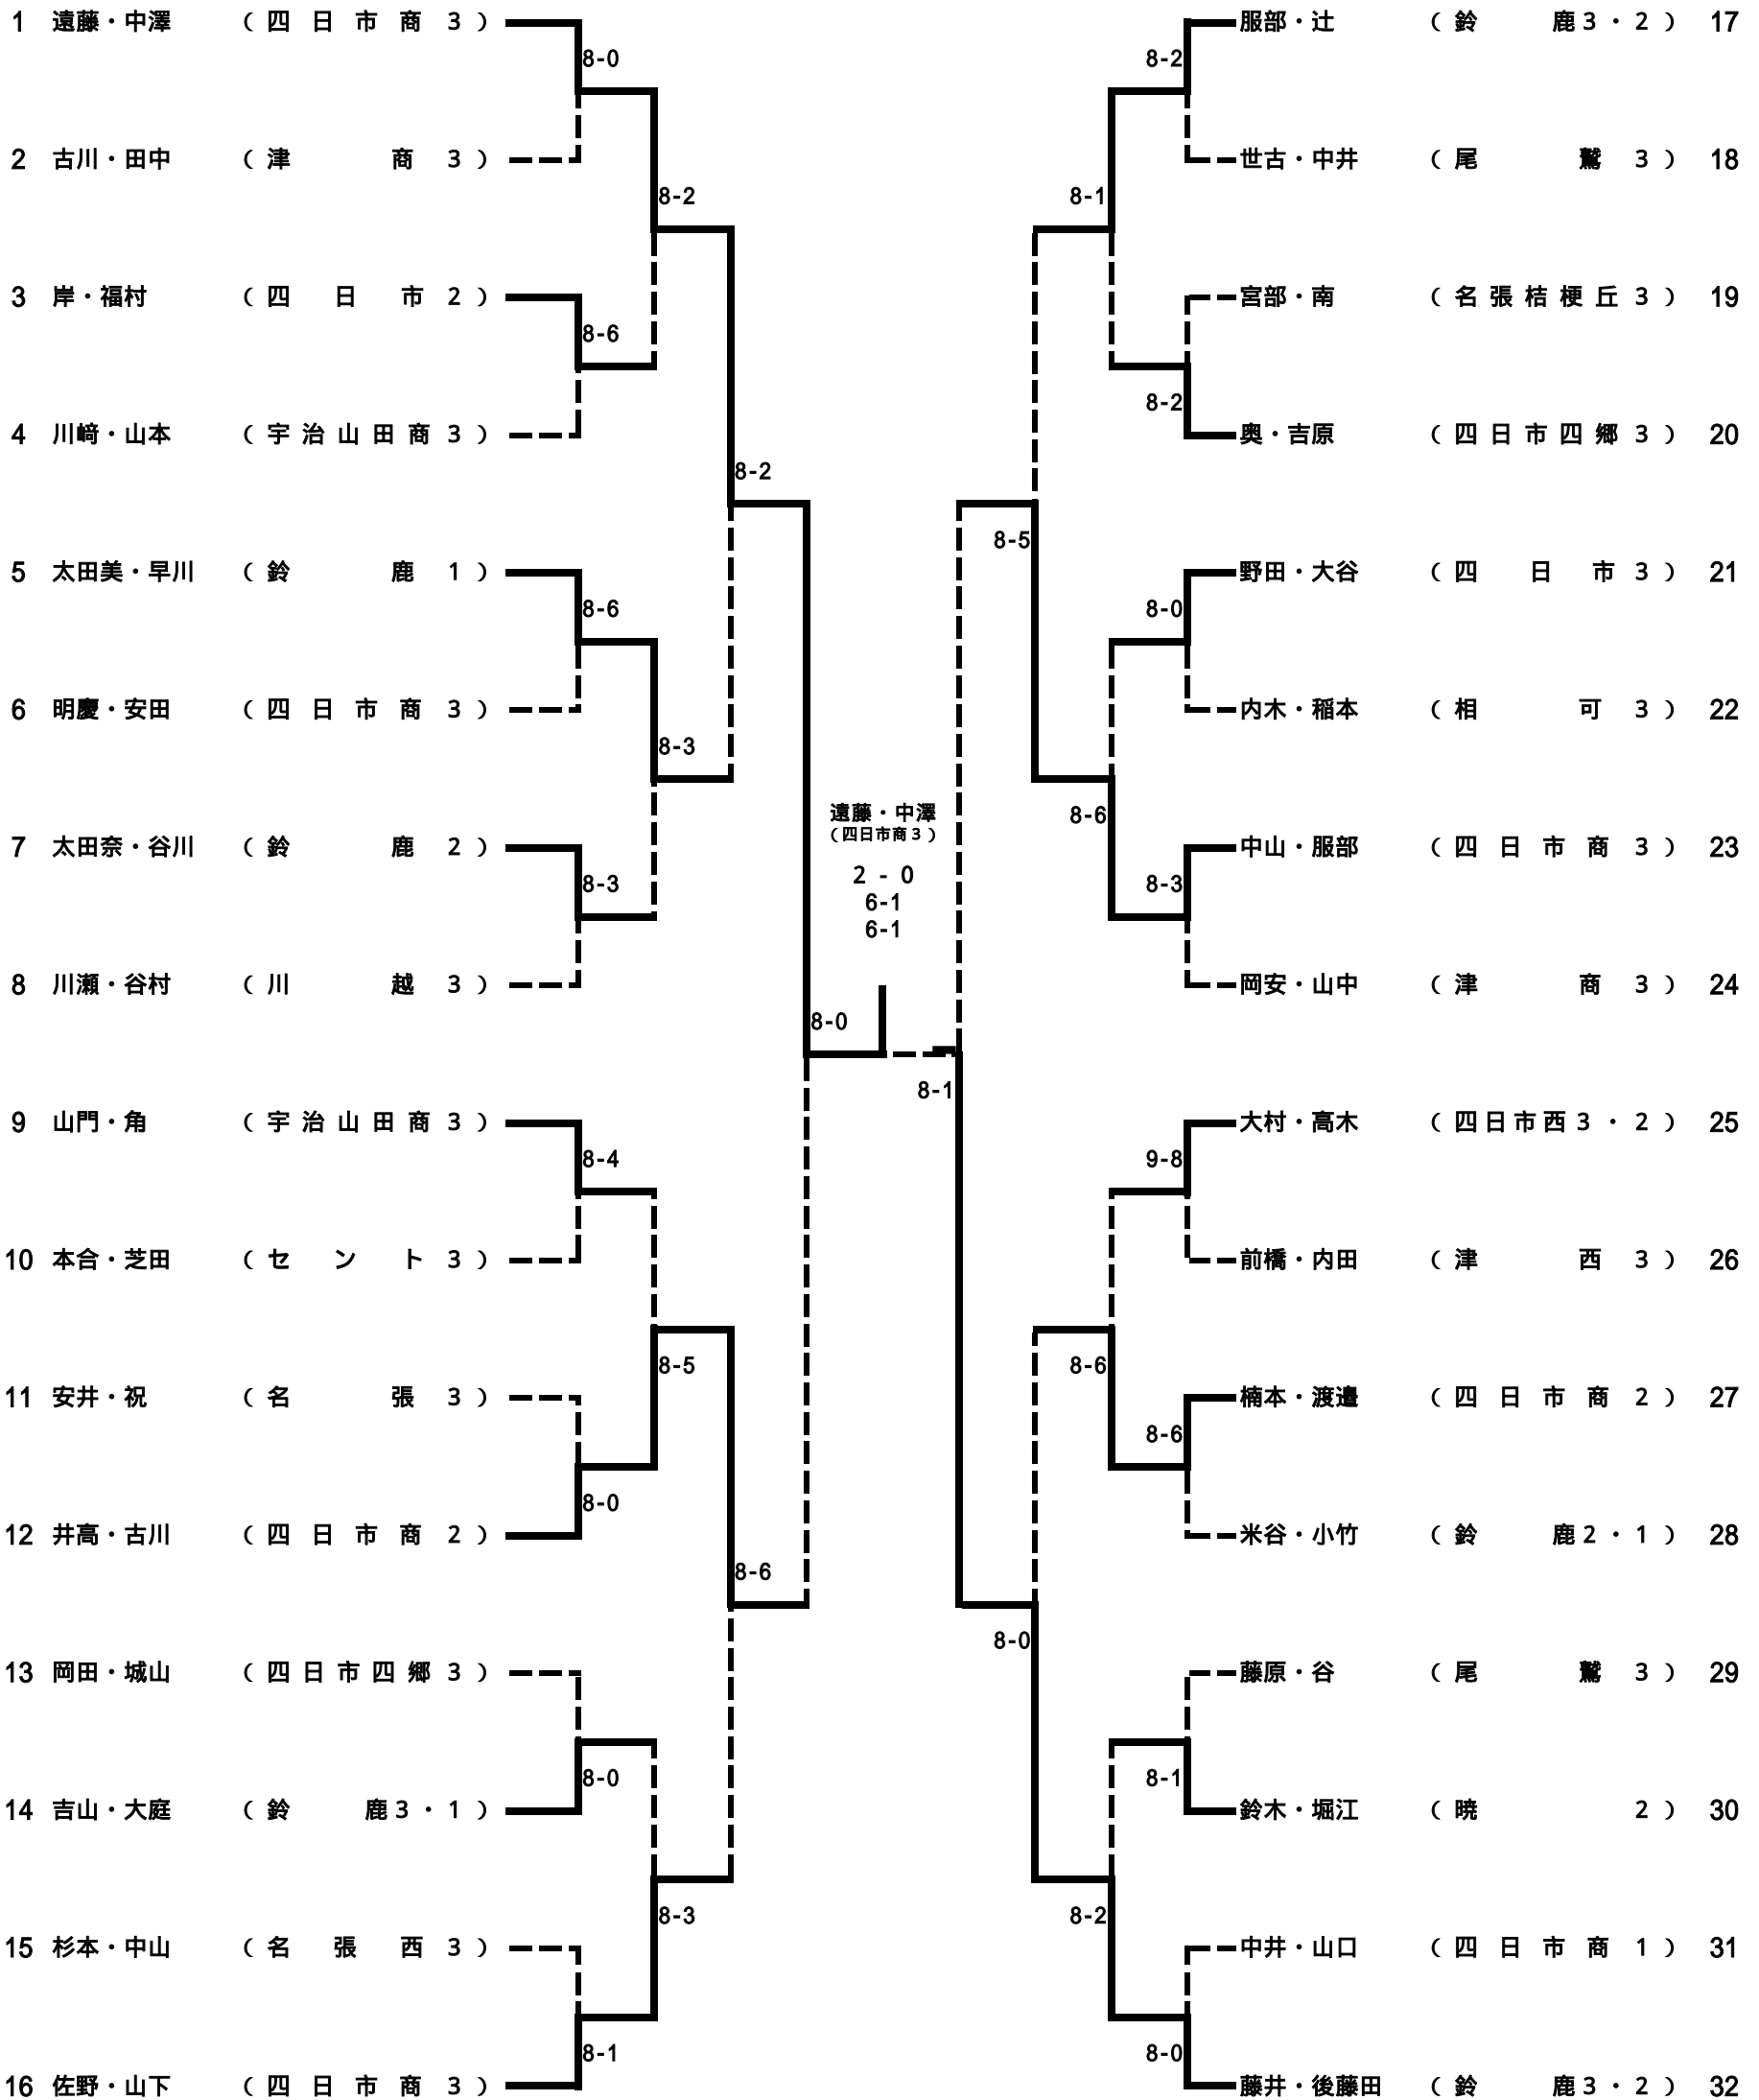 1 遠藤・中澤 （四日市商3）
8-0
2 古川・田中 （津商3）
8-2
3 岸・福村 （四日市2）
8-6
4 川﨑・山本 （宇治山田商3）
8-2
5 太田美・早川 （鈴鹿1）
8-6
6 明慶・安田 （四日市商3）
8-3
7 太田奈・谷川 （鈴鹿2）
8-3
8 川瀬・谷村 （川越3）
8-0
9 山門・角 （宇治山田商3）
8-4
10 本合・芝田 （セント3）
8-5
11 安井・祝 （名張3）
8-0
12 井高・古川 （四日市商2）
8-6
13 岡田・城山 （四日市四郷3）
8-0
14 吉山・大庭 （鈴鹿3・1）
8-3
15 杉本・中山 （名張西3）
8-1
16 佐野・山下 （四日市商3）
遠藤・中澤
（四日市商3）
2 - 0
6-1
6-1
服部・辻 （鈴鹿3・2） 17
8-2
世古・中井 （尾鷲3） 18
8-1
宮部・南 （名張桔梗丘3） 19
8-2
奥・吉原 （四日市四郷3） 20
8-5
野田・大谷 （四日市3） 21
8-0
内木・稲本 （相可3） 22
8-6
中山・服部 （四日市商3） 23
8-3
岡安・山中 （津商3） 24
8-1
大村・高木 （四日市西3・2） 25
9-8
前橋・内田 （津西3） 26
8-6
楠本・渡邉 （四日市商2） 27
8-6
米谷・小竹 （鈴鹿2・1） 28
8-0
藤原・谷 （尾鷲3） 29
8-1
鈴木・堀江 （暁2） 30
8-2
中井・山口 （四日市商1） 31
8-0
藤井・後藤田 （鈴鹿3・2） 32